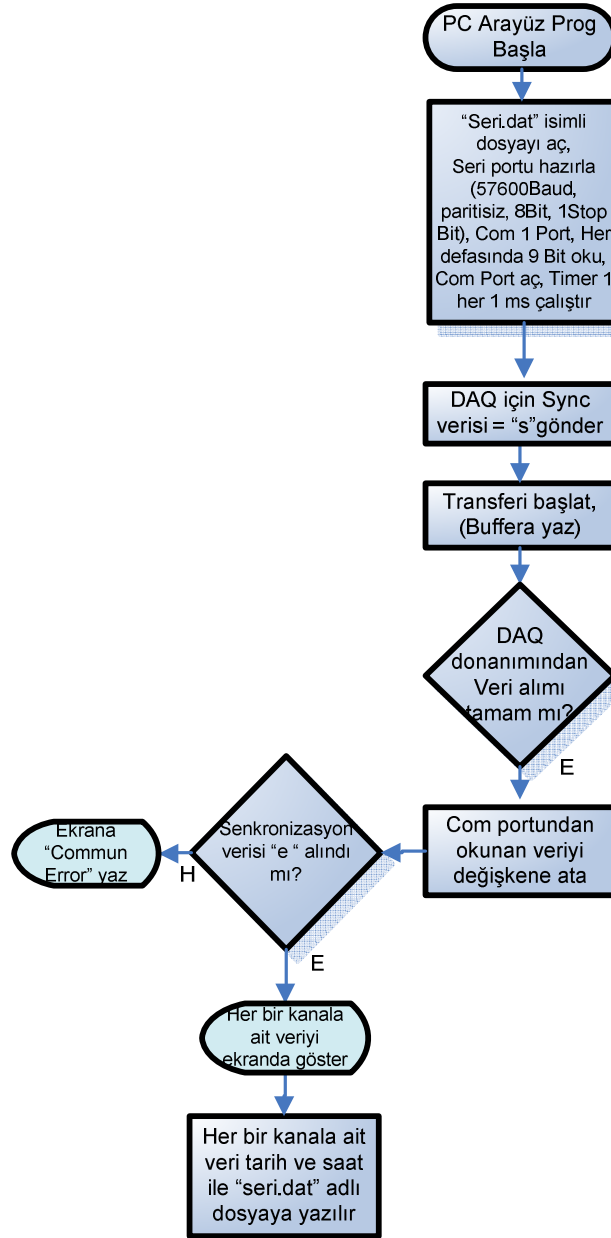 PC Arayüz Prog
Başla
“Seri.dat” isimli
dosyayı aç,
Seri portu hazırla
(57600Baud,
paritisiz, 8Bit, 1Stop
Bit), Com 1 Port, Her
defasında 9 Bit oku,
Com Port aç, Timer 1
her 1 ms çalıştır
DAQ için Sync
verisi = “s”gönder
Transferi başlat,
(Buffera yaz)
DAQ
donanımından
Veri alımı
tamam mı?
E
Com portundan
okunan veriyi
değişkene ata
Senkronizasyon
verisi “e “ alındı
mı?
H
Ekrana
“Commun
Error” yaz
E
Her bir kanala
ait veriyi
ekranda göster
Her bir kanala ait
veri tarih ve saat
ile “seri.dat” adlı
dosyaya yazılır